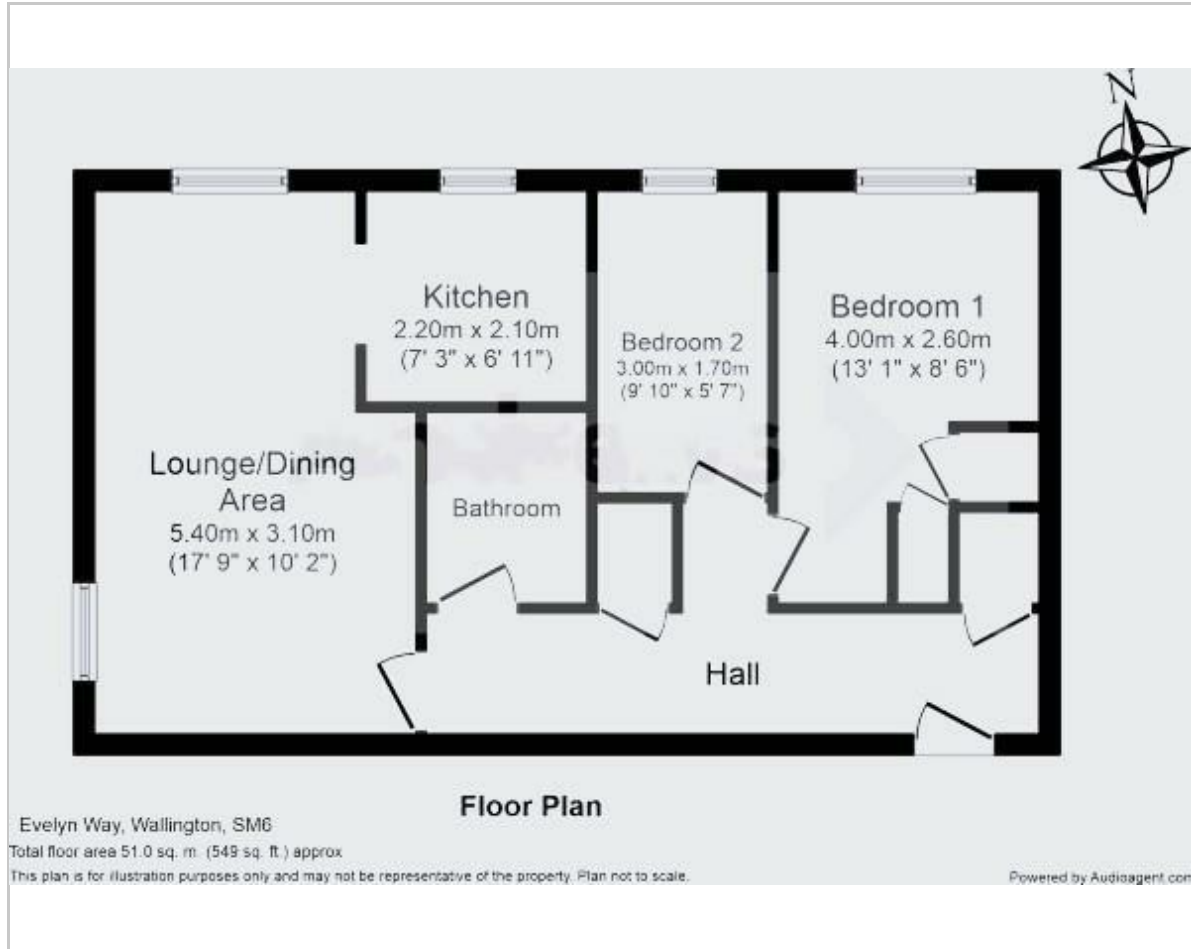 N
Kitchen
2.20m x 2.10m
(7' 3" x 6' 11")
Bedroom 2
3.00m x 1.70m
(9' 10" x 5' 7")
Bedroom 1
4.00m x 2.60m
(13' 1" x 8' 6")
Lounge/Dining
Area
5.40m x 3.10m
(17' 9" x 10' 2")
Bathroom
Hall
Floor Plan
Evelyn Way, Wallington, SM6
Total floor area 51.0 sq. m. (549 sq. ft.) approx
This plan is for illustration purposes only and may not be representative of the property. Plan not to scale.
Powered by Audioagent.com